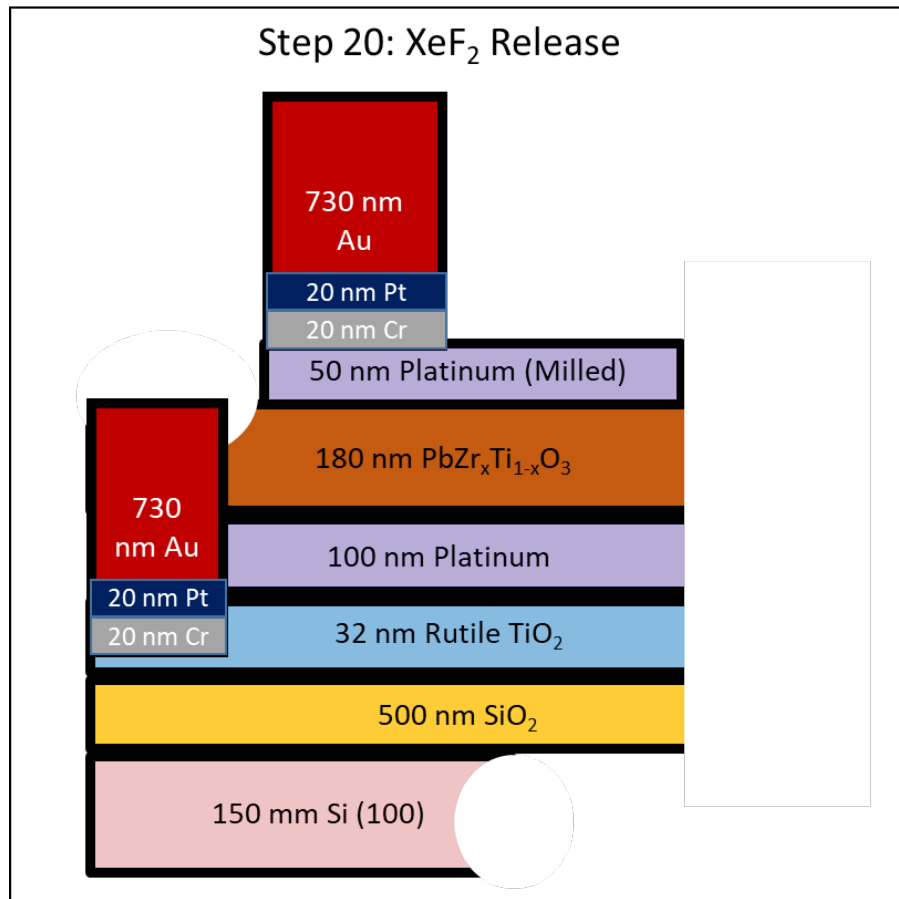 Step 20: XeF₂ Release
730 nm
Au
20 nm Pt
20 nm Cr
50 nm Platinum (Milled)
180 nm PbZrₓTi₁₋ₓO₃
730
nm Au
100 nm Platinum
20 nm Pt
20 nm Cr
32 nm Rutile TiO₂
500 nm SiO₂
150 mm Si (100)